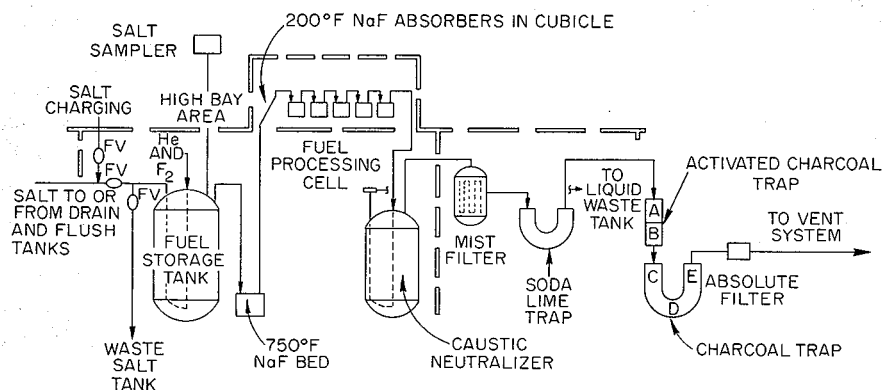 200°F NaF ABSORBERS IN CUBICLE
SALT
SAMPLER
SALT
CHARGING
HIGH BAY
AREA
FV
He
AND
F2
FV
FV
SALT TO OR
FROM DRAIN
AND FLUSH
TANKS
FUEL
STORAGE
TANK
WASTE
SALT
TANK
750°F
NaF BED
FUEL
PROCESSING
CELL
CAUSTIC
NEUTRALIZER
MIST
FILTER
SODA
LIME
TRAP
TO
LIQUID
WASTE
TANK
ACTIVATED CHARCOAL
TRAP
A
B
C
D
E
TO VENT
SYSTEM
ABSOLUTE
FILTER
CHARCOAL TRAP